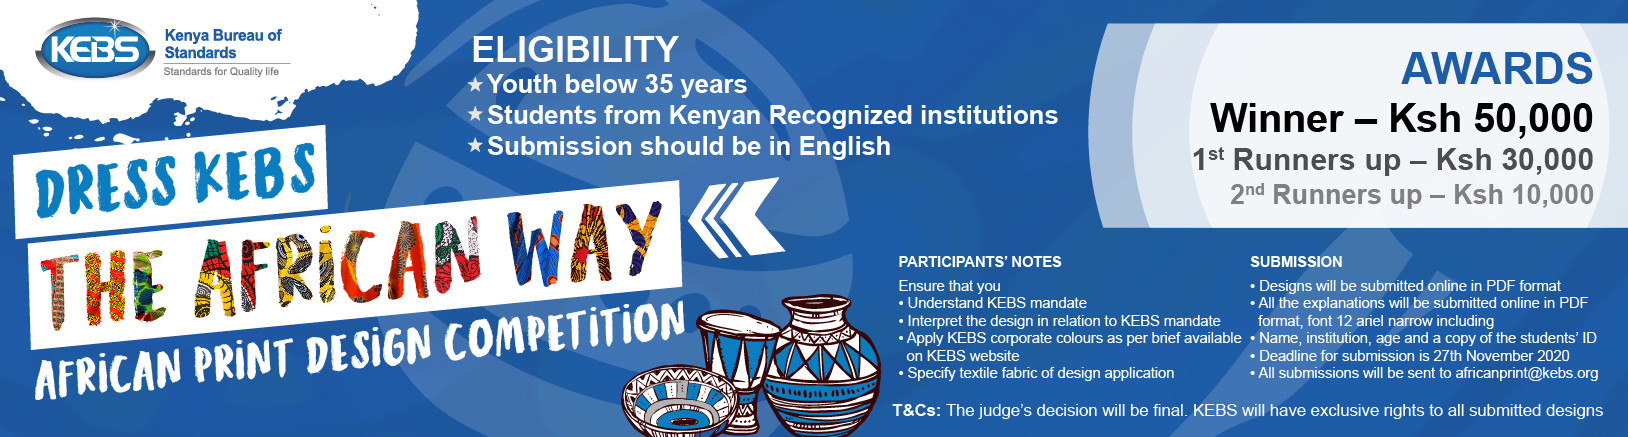 KEBS
Kenya Bureau of
Standards
Standards for Quality life
DRESS KEBS
THE AFRiCAN WAY
AFRiCAN PRiNT DESiGN COMPETiTiON
ELIGIBILITY
Youth below 35 years
Students from Kenyan Recognized institutions
Submission should be in English
AWARDS
Winner – Ksh 50,000
1st Runners up – Ksh 30,000
2nd Runners up – Ksh 10,000
PARTICIPANTS' NOTES
Ensure that you
• Understand KEBS mandate
• Interpret the design in relation to KEBS mandate
• Apply KEBS corporate colours as per brief available
on KEBS website
• Specify textile fabric of design application
SUBMISSION
• Designs will be submitted online in PDF format
• All the explanations will be submitted online in PDF
format, font 12 ariel narrow including
• Name, institution, age and a copy of the students' ID
• Deadline for submission is 27th November 2020
• All submissions will be sent to africanprint@kebs.org
T&Cs: The judge's decision will be final. KEBS will have exclusive rights to all submitted designs